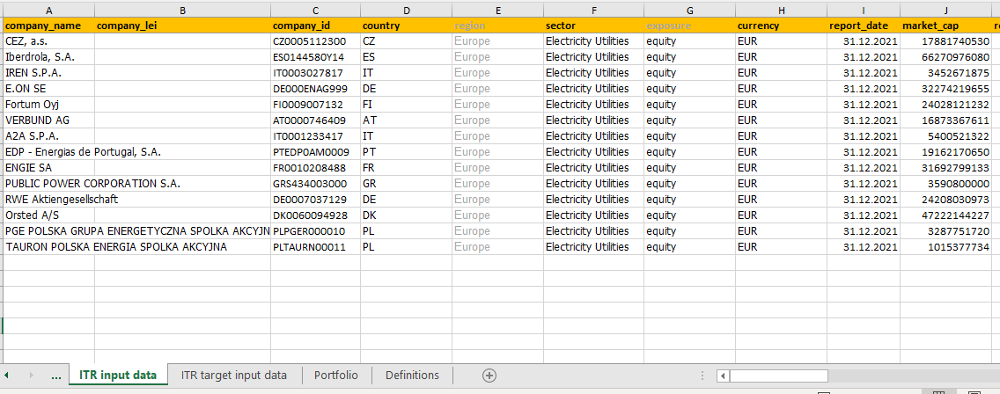 A B C D E F G H I J
company_name company_lei company_id country region sector exposure currency report_date market_cap
CEZ, a.s. CZ0005112300 CZ Europe Electricity Utilities equity EUR 31.12.2021 17881740530
Iberdrola, S.A. ES0144580Y14 ES Europe Electricity Utilities equity EUR 31.12.2021 66270976080
IREN S.P.A. IT0003027817 IT Europe Electricity Utilities equity EUR 31.12.2021 3452671875
E.ON SE DE000ENAG999 DE Europe Electricity Utilities equity EUR 31.12.2021 32274219655
Fortum Oyj FI0009007132 FI Europe Electricity Utilities equity EUR 31.12.2021 24028121232
VERBUND AG AT0000746409 AT Europe Electricity Utilities equity EUR 31.12.2021 16873367611
A2A S.P.A. IT0001233417 IT Europe Electricity Utilities equity EUR 31.12.2021 5400521322
EDP - Energias de Portugal, S.A. PTEDP0AM0009 PT Europe Electricity Utilities equity EUR 31.12.2021 19162170650
ENGIE SA FR0010208488 FR Europe Electricity Utilities equity EUR 31.12.2021 31692799133
PUBLIC POWER CORPORATION S.A. GRS434003000 GR Europe Electricity Utilities equity EUR 31.12.2021 3590800000
RWE Aktiengesellschaft DE0007037129 DE Europe Electricity Utilities equity EUR 31.12.2021 24208030973
Orsted A/S DK0060094928 DK Europe Electricity Utilities equity EUR 31.12.2021 47222144227
PGE POLSKA GRUPA ENERGETYCZNA SPOLKA AKCYJN PLPGER000010 PL Europe Electricity Utilities equity EUR 31.12.2021 3287751720
TAURON POLSKA ENERGIA SPOLKA AKCYJNA PLTAURN00011 PL Europe Electricity Utilities equity EUR 31.12.2021 1015377734
... ITR input data ITR target input data Portfolio Definitions